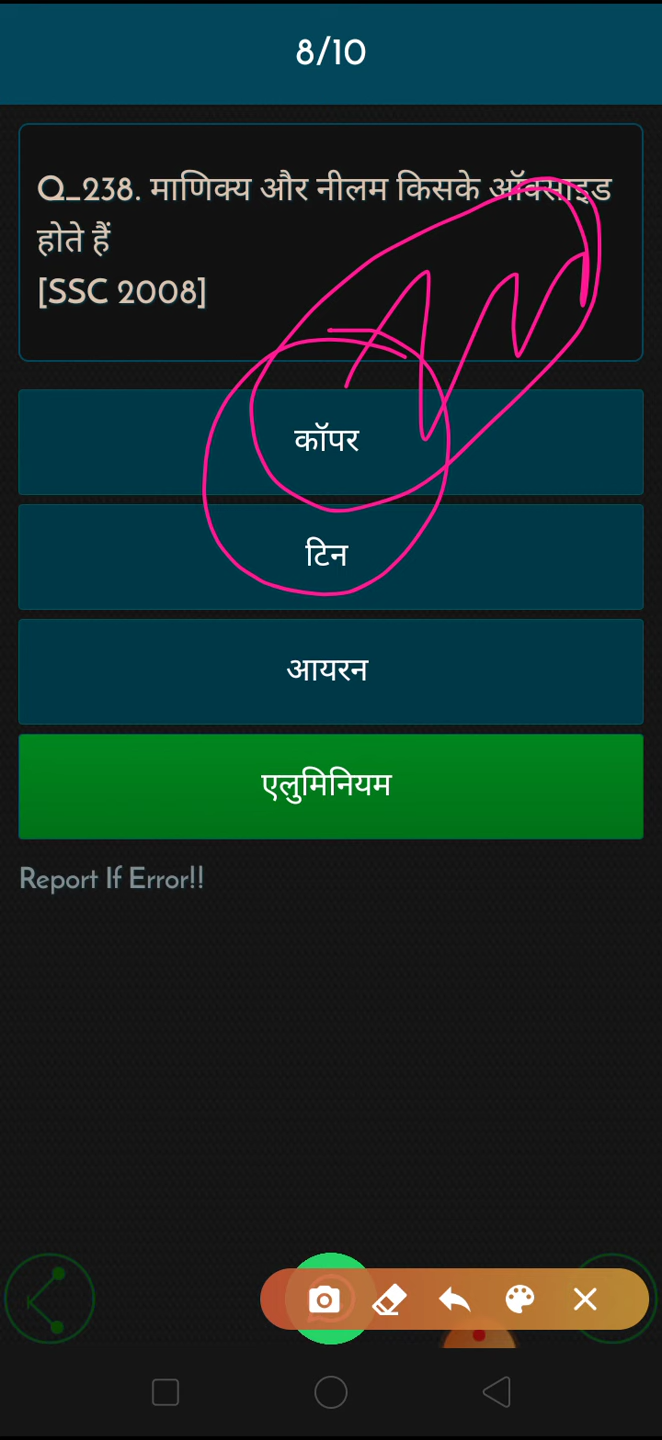 8/10
Q_238. माणिक्य और नीलम किसके ऑक्साइड
होते हैं
[SSC 2008]
कॉपर
टिन
आयरन
एलुमिनियम
Report If Error!!